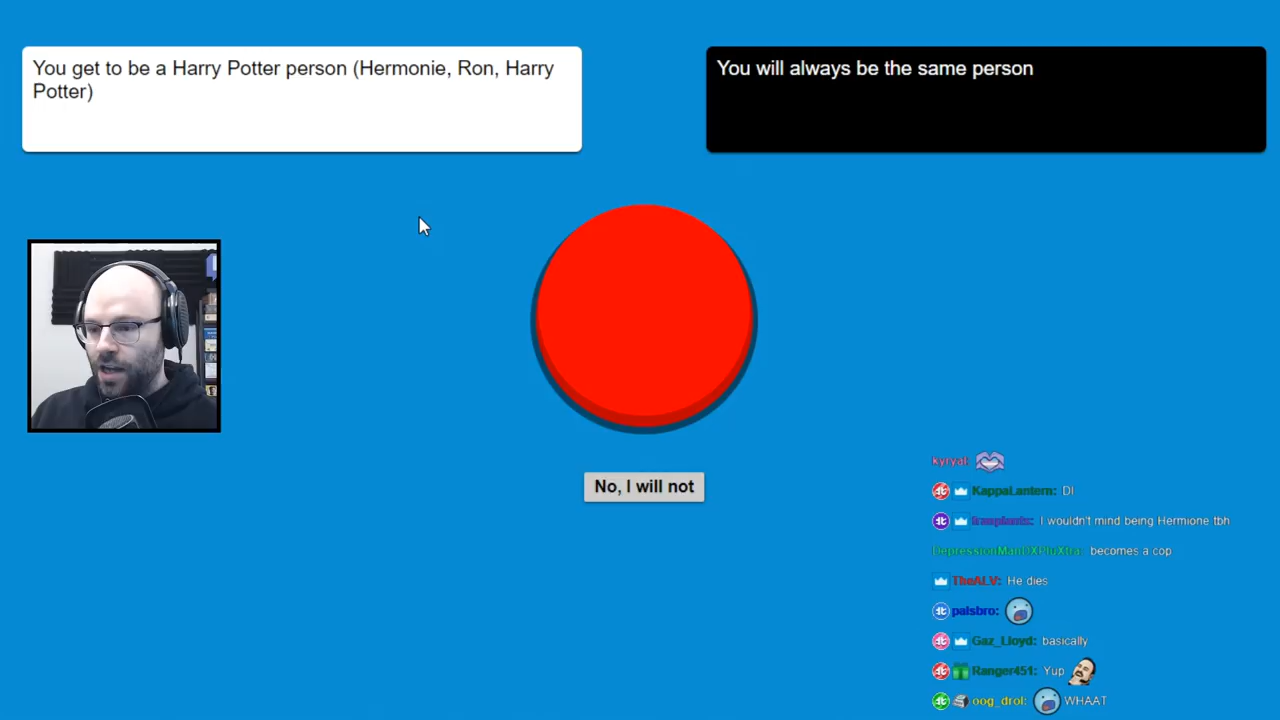 You get to be a Harry Potter person (Hermonie, Ron, Harry
Potter)
You will always be the same person
No, I will not
kyryal:
KappaLantern: DI
I wouldn't mind being Hermione tbh
DepressionManDXPluXtra: becomes a cop
TheALV: He dies
palsbro:
Gaz_Lloyd: basically
Ranger451: Yup
oog_drol: WHAAT